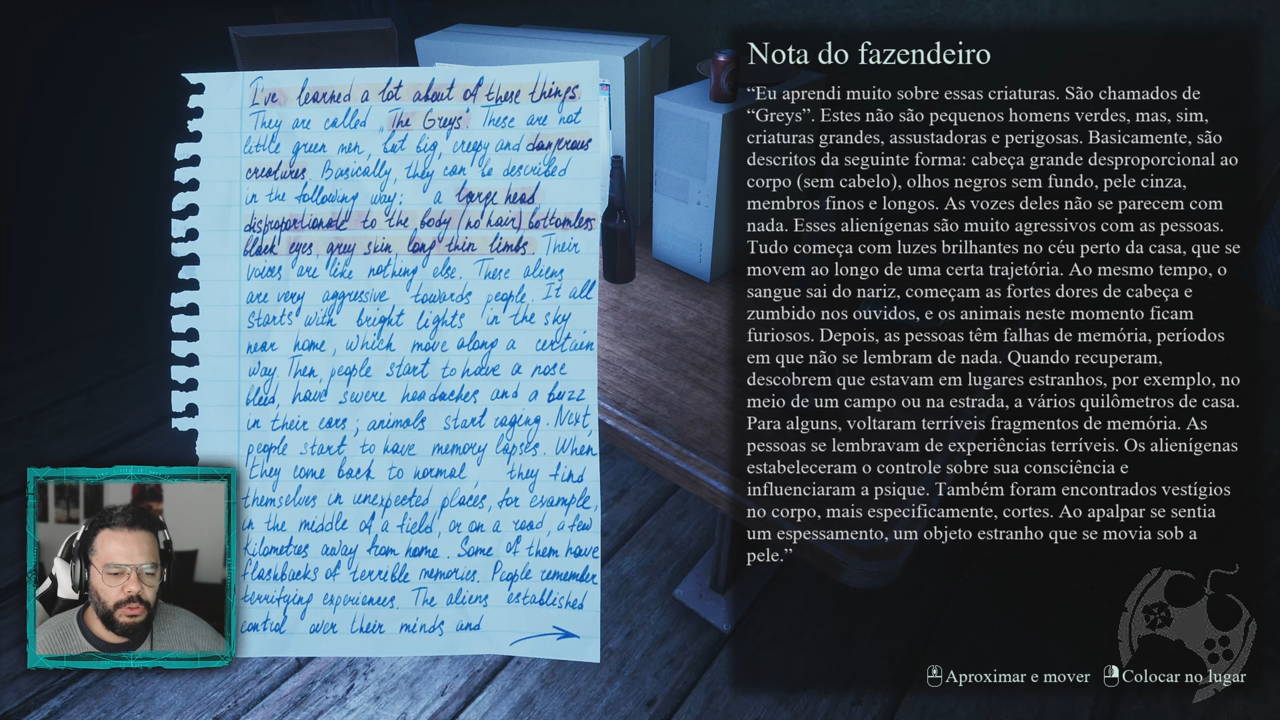 I've learned a lot about of these things.
They are called „The Greys". These are not
little green men, but big, creepy and dangerous
creatures. Basically, they can be described
in the following way: a large head
disproportionate to the body (no hair) bottomless
black eyes, grey skin, long thin limbs. Their
voices are like nothing else. These aliens
are very aggressive towards people. It all
starts with bright lights in the sky
near home, which move along a certain
way. Then, people start to have a nose
bleed, have severe headaches and a buzz
in their ears; animals start raging. Next,
people start to have memory lapses. When
they come back to normal, they find
themselves in unexpected places, for example,
in the middle of a field, or on a road, a few
kilometres away from home. Some of them have
flashbacks of terrible memories. People remember
terrifying experiences. The aliens established
control over their minds and
Nota do fazendeiro
“Eu aprendi muito sobre essas criaturas. São chamados de
“Greys”. Estes não são pequenos homens verdes, mas, sim,
criaturas grandes, assustadoras e perigosas. Basicamente, são
descritos da seguinte forma: cabeça grande desproporcional ao
corpo (sem cabelo), olhos negros sem fundo, pele cinza,
membros finos e longos. As vozes deles não se parecem com
nada. Esses alienígenas são muito agressivos com as pessoas.
Tudo começa com luzes brilhantes no céu perto da casa, que se
movem ao longo de uma certa trajetória. Ao mesmo tempo, o
sangue sai do nariz, começam as fortes dores de cabeça e
zumbido nos ouvidos, e os animais neste momento ficam
furiosos. Depois, as pessoas têm falhas de memória, períodos
em que não se lembram de nada. Quando recuperam,
descobrem que estavam em lugares estranhos, por exemplo, no
meio de um campo ou na estrada, a vários quilômetros de casa.
Para alguns, voltaram terríveis fragmentos de memória. As
pessoas se lembravam de experiências terríveis. Os alienígenas
estabeleceram o controle sobre sua consciência e
influenciaram a psique. Também foram encontrados vestígios
no corpo, mais especificamente, cortes. Ao apalpar se sentia
um espessamento, um objeto estranho que se movia sob a
pele.”
Aproximar e mover Colocar no lugar